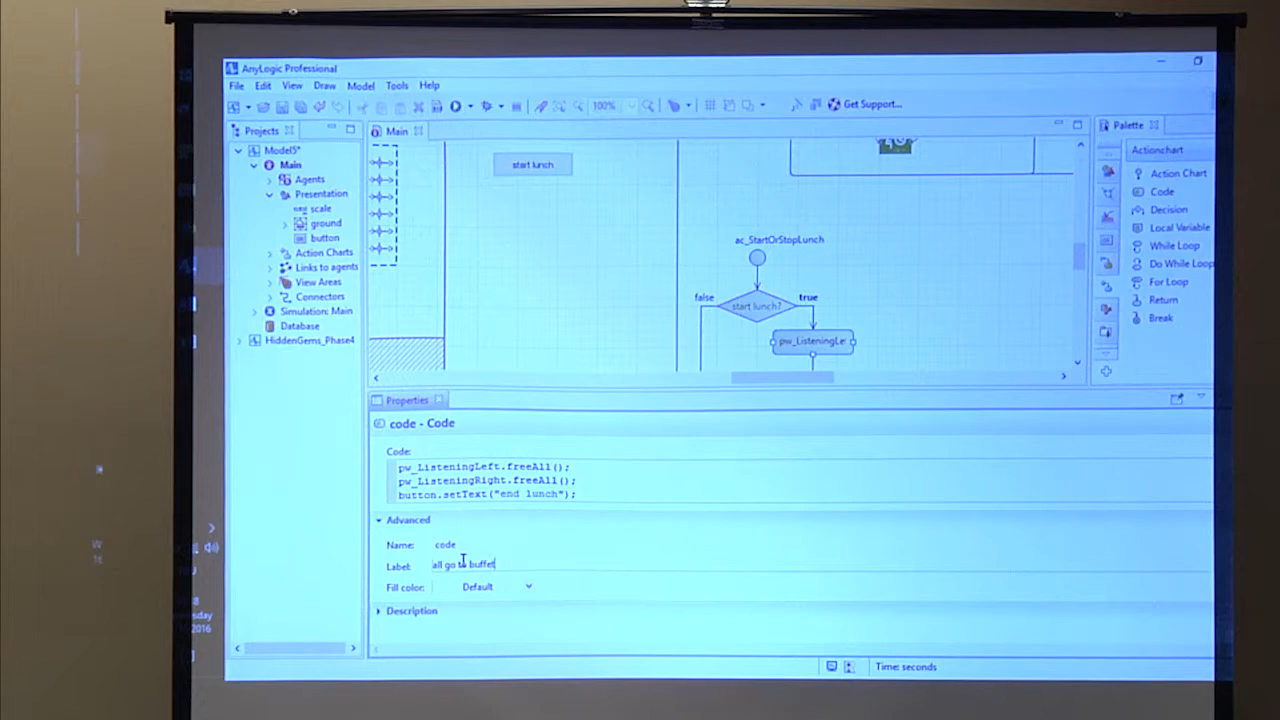 AnyLogic Professional
File Edit View Draw Model Tools Help
100% Get Support...
Projects
Main
Palette
Model5*
Main
Agents
Presentation
scale
ground
button
Action Charts
Links to agents
View Areas
Connectors
Simulation: Main
Database
HiddenGems_Phase4
start lunch
ac_StartOrStopLunch
false
true
start lunch?
pw_ListeningLe
Actionchart
Action Chart
Code
Decision
Local Variable
While Loop
Do While Loop
For Loop
Return
Break
Properties
code - Code
Code:
pw_ListeningLeft.freeAll();
pw_ListeningRight.freeAll();
button.setText("end lunch");
Advanced
Name: code
Label: all go to buffet
Fill color: Default
Description
Time: seconds
2016